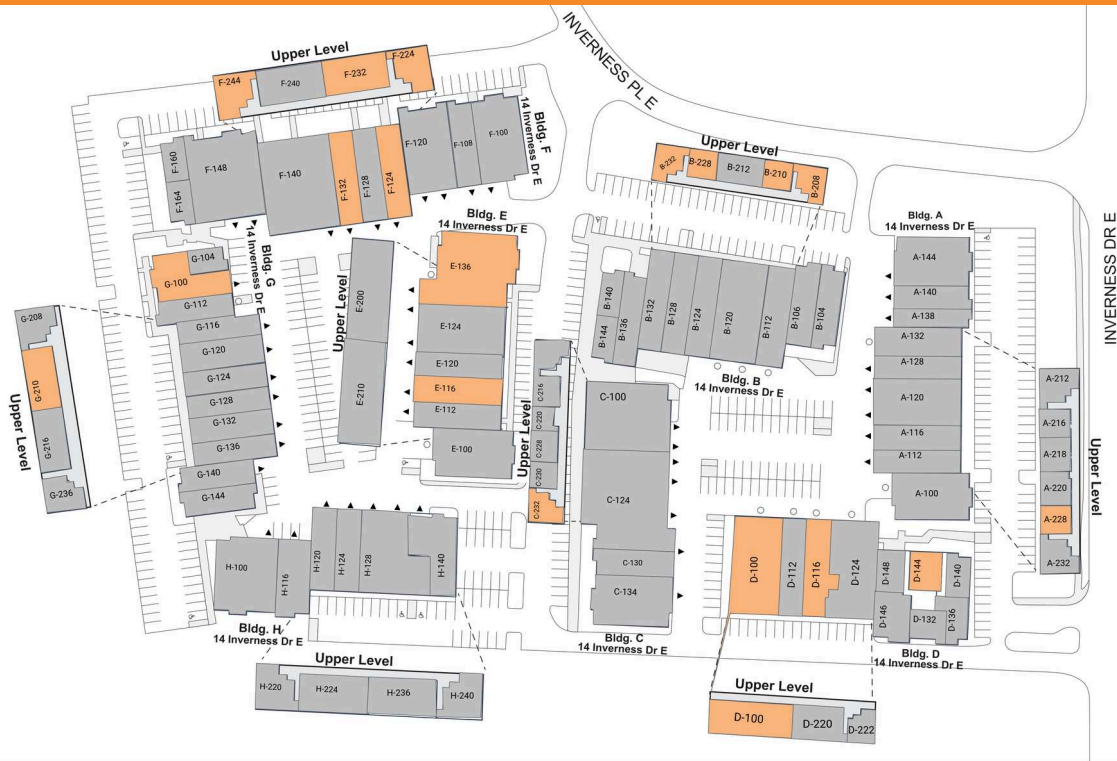 INVERNESS PL E
INVERNESS DR E
Upper Level
F-244
F-240
F-232
F-224
F-160
F-164
F-148
F-140
F-132
F-128
F-124
F-120
F-108
F-100
Bldg. F
14 Inverness Dr E
Upper Level
B-232
B-228
B-212
B-210
B-208
B-140
B-144
B-136
B-132
B-128
B-124
B-120
B-112
B-106
B-104
Bldg. B
14 Inverness Dr E
Bldg. A
14 Inverness Dr E
A-144
A-140
A-138
A-132
A-128
A-120
A-116
A-112
A-100
A-212
A-216
A-218
A-220
A-228
A-232
Upper Level
Bldg. G
14 Inverness Dr E
G-104
G-100
G-112
G-116
G-120
G-124
G-128
G-132
G-136
G-140
G-144
G-208
G-210
G-216
G-236
Upper Level
Bldg. E
14 Inverness Dr E
E-136
E-124
E-120
E-116
E-112
E-100
Upper Level
E-200
E-210
C-216
C-220
C-228
C-230
C-232
Upper Level
C-100
C-124
C-130
C-134
Bldg. C
14 Inverness Dr E
H-100
H-116
H-120
H-124
H-128
H-140
Bldg. H
14 Inverness Dr E
Upper Level
H-220
H-224
H-236
H-240
D-100
D-112
D-116
D-124
D-148
D-144
D-140
D-146
D-132
D-136
Bldg. D
14 Inverness Dr E
Upper Level
D-100
D-220
D-222